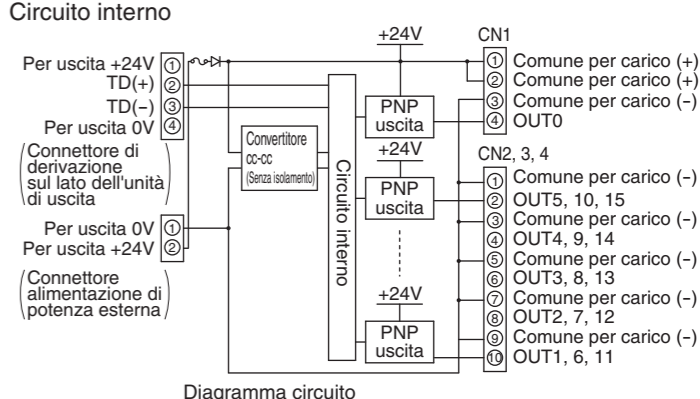 Circuito interno
Per uscita +24V ①
TD(+) ②
TD(−) ③
Per uscita 0V ④
(Connettore di
derivazione
sul lato dell'unità
di uscita)
Per uscita 0V ①
Per uscita +24V ②
(Connettore
alimentazione di
potenza esterna)
Convertitore
cc-cc
(Senza isolamento)
Circuito interno
+24V
PNP
uscita
+24V
PNP
uscita
+24V
PNP
uscita
CN1
① Comune per carico (+)
② Comune per carico (+)
③ Comune per carico (−)
④ OUT0
CN2, 3, 4
① Comune per carico (−)
② OUT5, 10, 15
③ Comune per carico (−)
④ OUT4, 9, 14
⑤ Comune per carico (−)
⑥ OUT3, 8, 13
⑦ Comune per carico (−)
⑧ OUT2, 7, 12
⑨ Comune per carico (−)
⑩ OUT1, 6, 11
Diagramma circuito